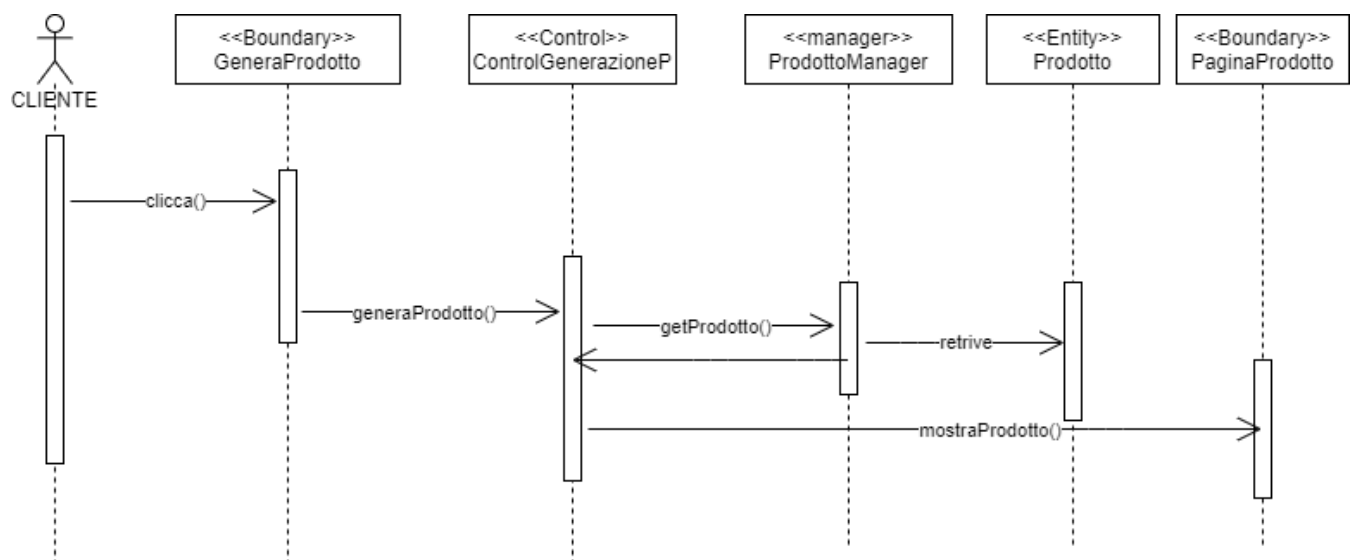 <<Boundary>>
GeneraProdotto
<<Control>>
ControlGenerazioneP
<<manager>>
ProdottoManager
<<Entity>>
Prodotto
<<Boundary>>
PaginaProdotto
CLIENTE
clicca()
generaProdotto()
getProdotto()
retrive
mostraProdotto()